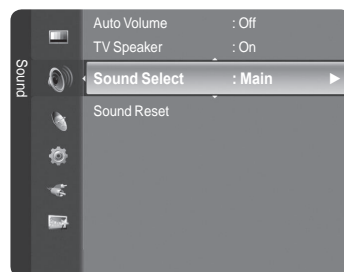 Sound
Auto Volume : Off
TV Speaker : On
Sound Select : Main
Sound Reset